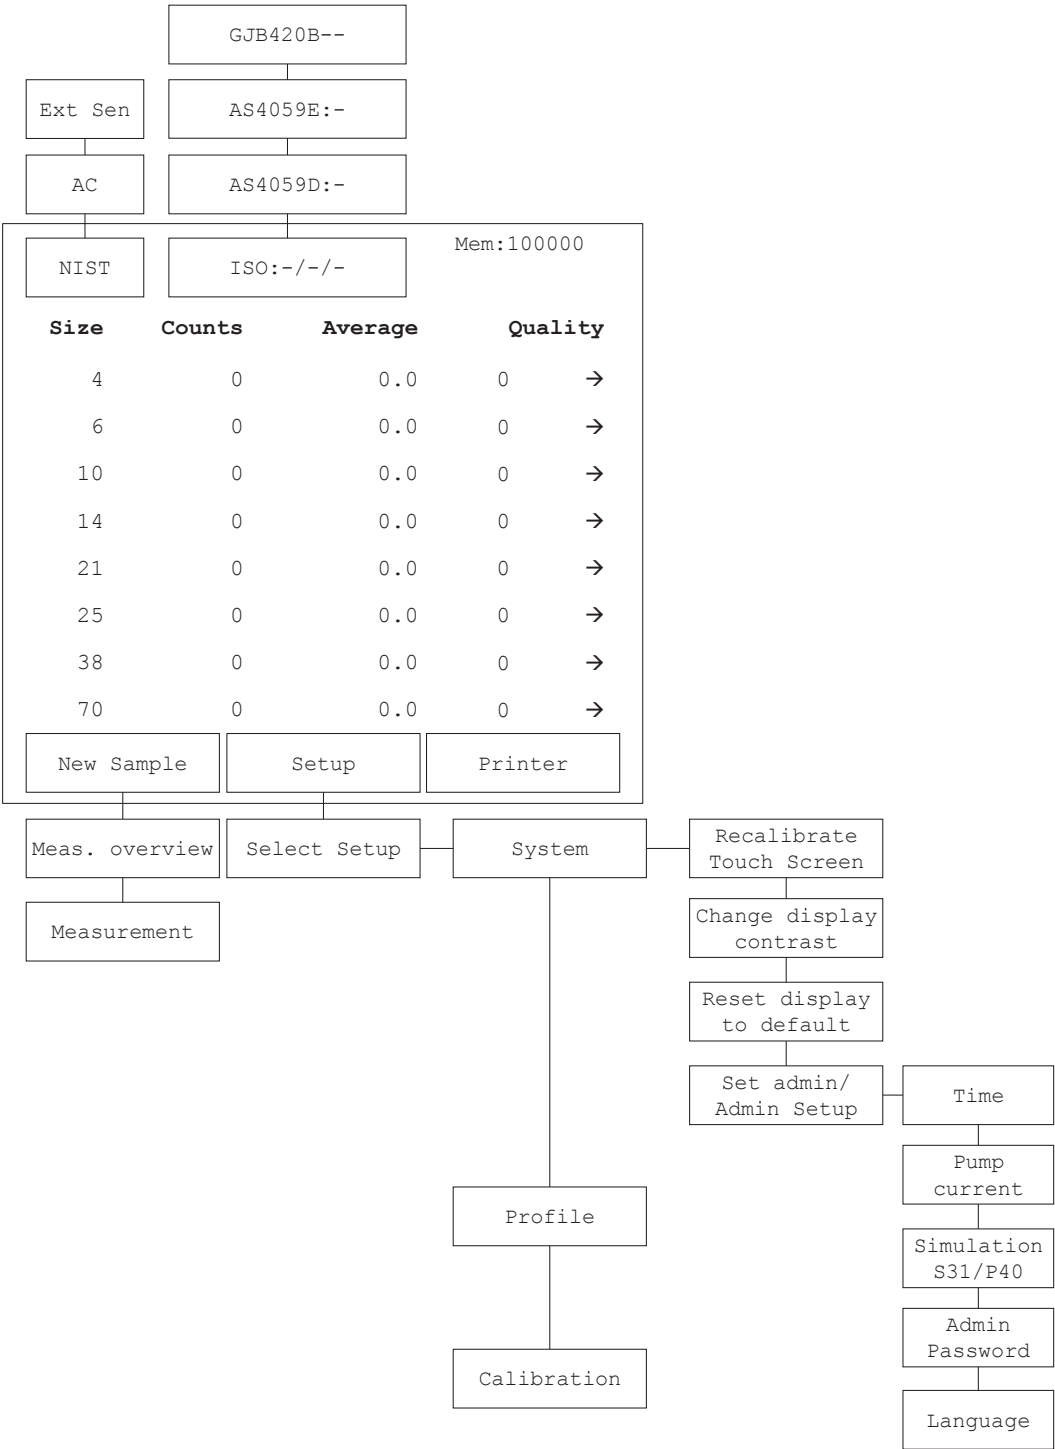 GJB420B--
Ext Sen
AS4059E:-
AC
AS4059D:-
Mem:100000
NIST
ISO:-/-/-
Size Counts Average Quality
4 0 0.0 0 →
6 0 0.0 0 →
10 0 0.0 0 →
14 0 0.0 0 →
21 0 0.0 0 →
25 0 0.0 0 →
38 0 0.0 0 →
70 0 0.0 0 →
New Sample
Setup
Printer
Meas. overview
Select Setup
System
Recalibrate
Touch Screen
Measurement
Change display
contrast
Reset display
to default
Set admin/
Admin Setup
Time
Pump
current
Profile
Simulation
S31/P40
Admin
Password
Calibration
Language